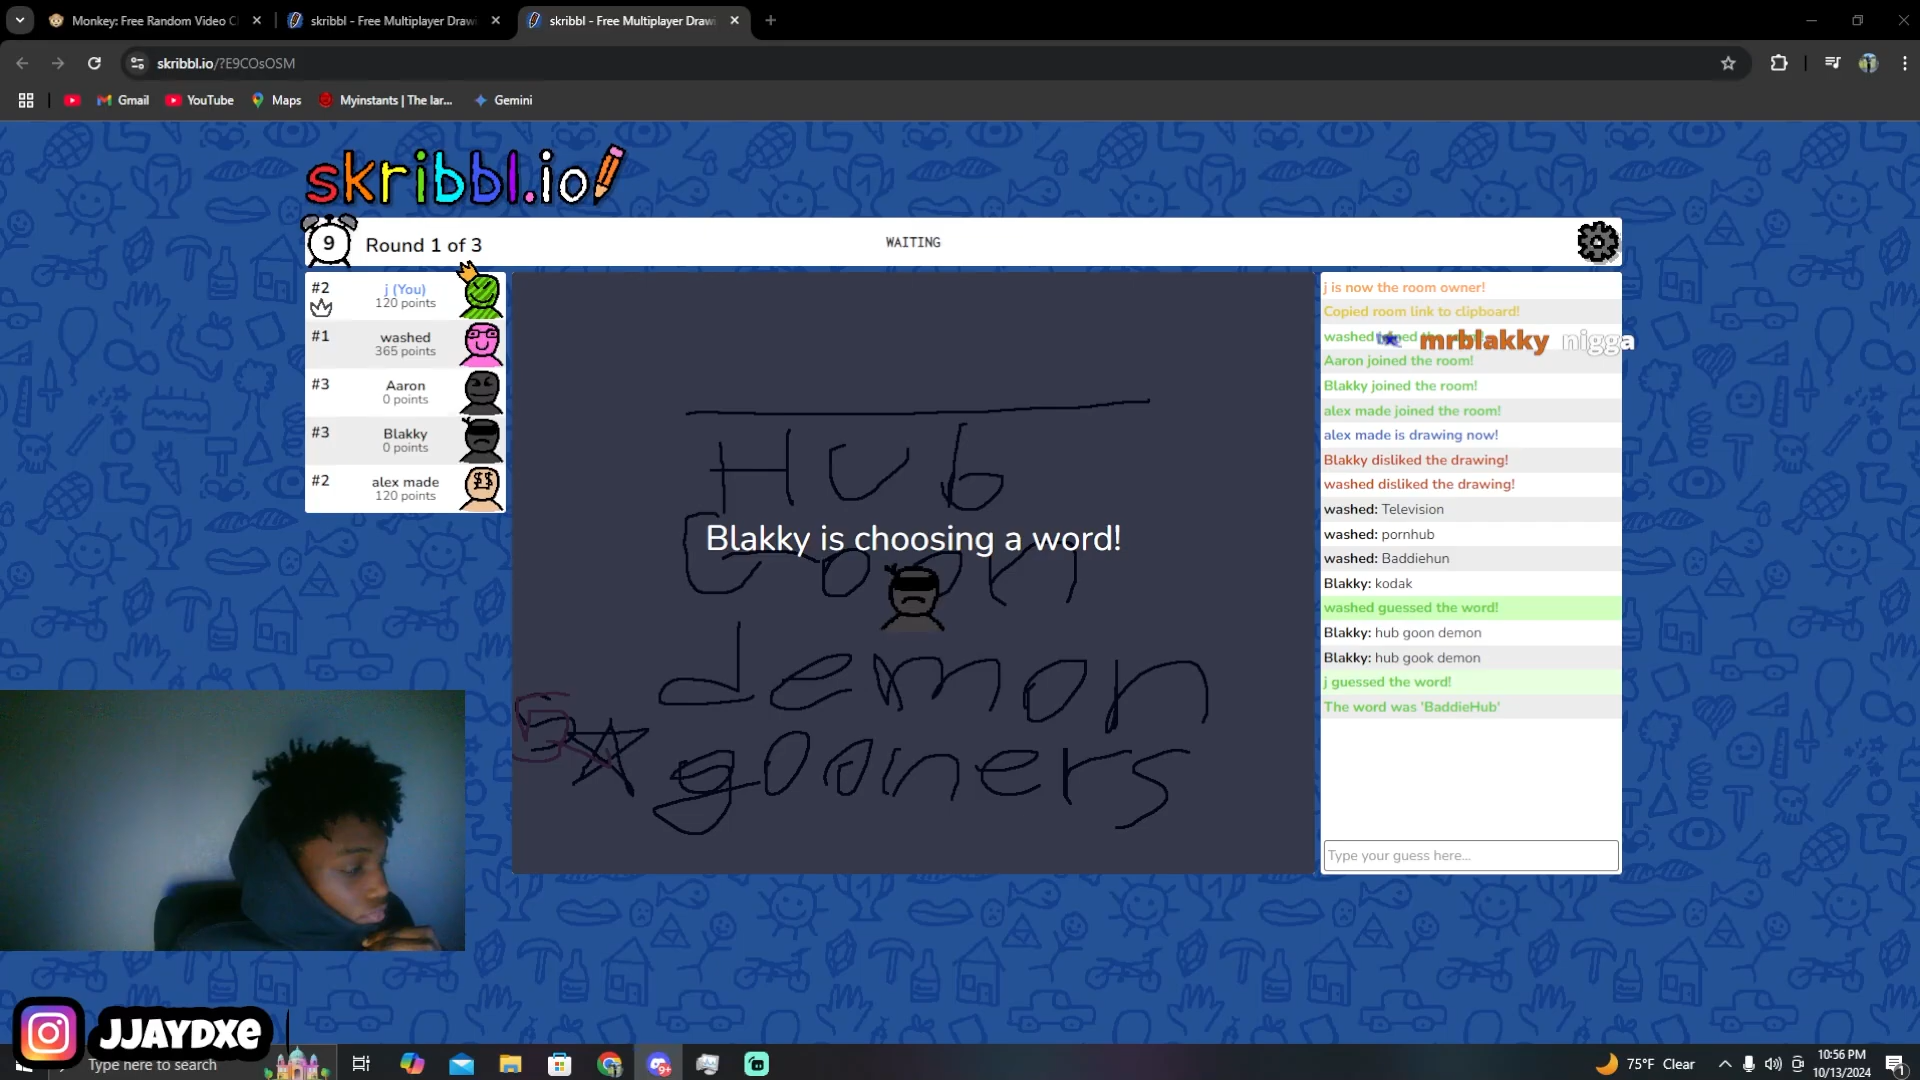 Monkey: Free Random Video C
skribbl - Free Multiplayer Draw
skribbl - Free Multiplayer Draw
skribbl.io/?E9COsOSM
Gmail
YouTube
Maps
Myinstants | The lar...
Gemini
skribbl.io
9
Round 1 of 3
WAITING
#2
j (You)
120 points
#1
washed
365 points
#3
Aaron
0 points
#3
Blakky
0 points
#2
alex made
120 points
HUb
demon
gooners
Blakky is choosing a word!
j is now the room owner!
Copied room link to clipboard!
washed joined the
mrblakky nigga
Aaron joined the room!
Blakky joined the room!
alex made joined the room!
alex made is drawing now!
Blakky disliked the drawing!
washed disliked the drawing!
washed: Television
washed: pornhub
washed: Baddiehun
Blakky: kodak
washed guessed the word!
Blakky: hub goon demon
Blakky: hub gook demon
j guessed the word!
The word was 'BaddieHub'
Type your guess here...
JJAYDXE
Type here to search
9+
75°F Clear
10:56 PM
10/13/2024
1